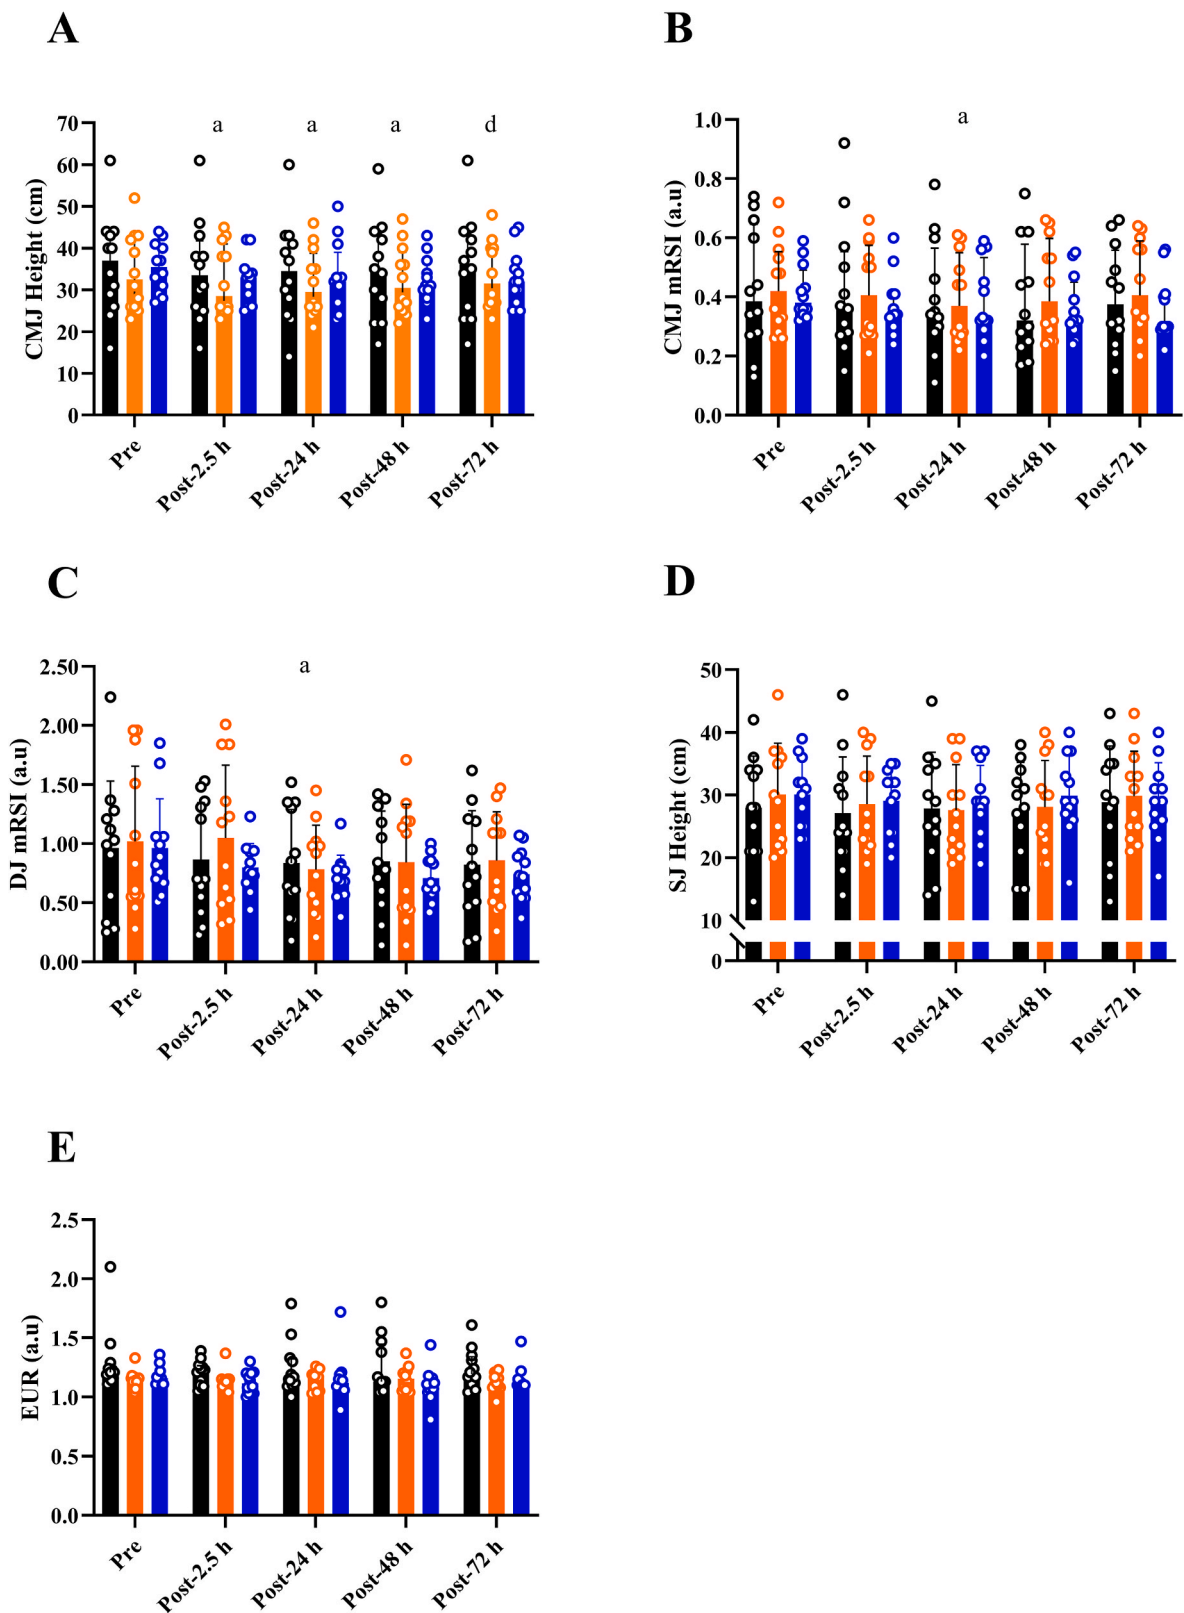 A
CMJ Height (cm)
70
60
50
40
30
20
10
0
a
a
a
d
Pre
Post-2.5 h
Post-24 h
Post-48 h
Post-72 h
B
CMJ mRSI (a.u)
1.0
0.8
0.6
0.4
0.2
0.0
a
Pre
Post-2.5 h
Post-24 h
Post-48 h
Post-72 h
C
DJ mRSI (a.u)
2.50
2.00
1.50
1.00
0.50
0.00
a
Pre
Post-2.5 h
Post-24 h
Post-48 h
Post-72 h
D
SJ Height (cm)
50
40
30
20
10
0
Pre
Post-2.5 h
Post-24 h
Post-48 h
Post-72 h
E
EUR (a.u)
2.5
2.0
1.5
1.0
0.5
0.0
Pre
Post-2.5 h
Post-24 h
Post-48 h
Post-72 h